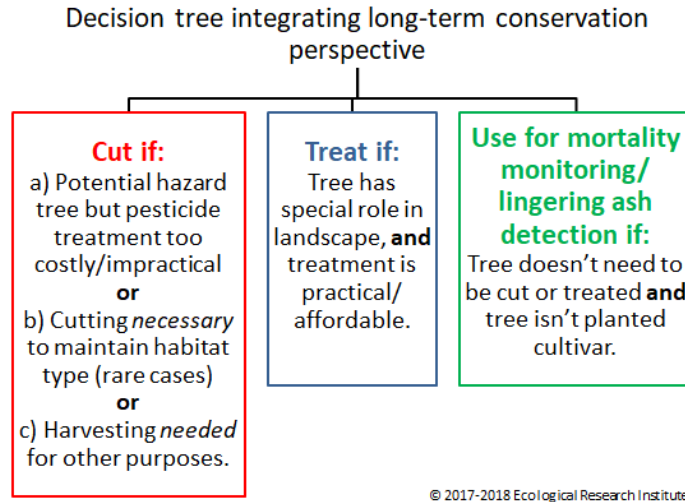 Decision tree integrating long-term conservation
perspective
Cut if:
a) Potential hazard
tree but pesticide
treatment too
costly/impractical
or
b) Cutting necessary
to maintain habitat
type (rare cases)
or
c) Harvesting needed
for other purposes.
Treat if:
Tree has
special role in
landscape, and
treatment is
practical/
affordable.
Use for mortality
monitoring/
lingering ash
detection if:
Tree doesn’t need to
be cut or treated and
tree isn’t planted
cultivar.
© 2017-2018 Ecological Research Institute